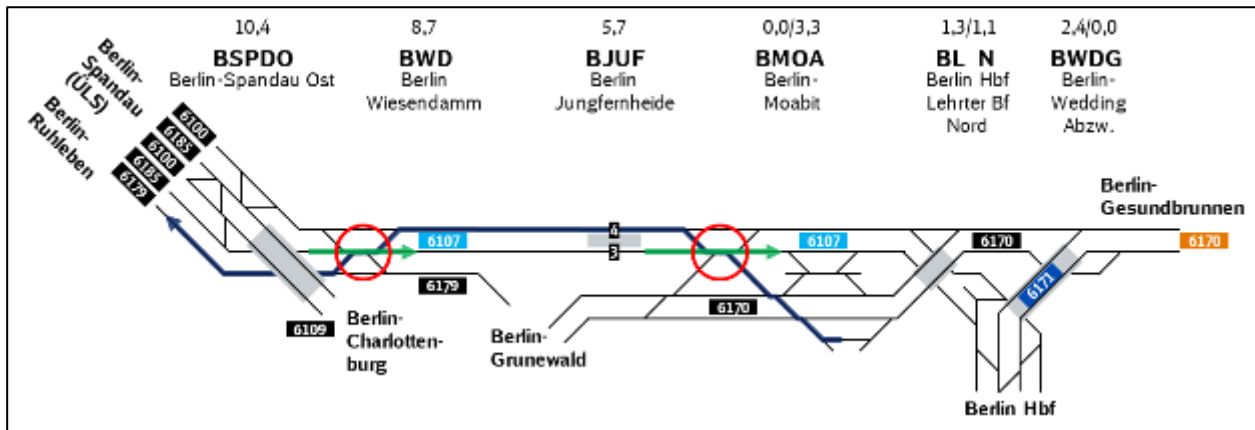 10,4
BSPDO
Berlin-Spandau Ost
8,7
BWD
Berlin
Wiesendamm
5,7
BJUF
Berlin
Jungfernheide
0,0/3,3
BMOA
Berlin-
Moabit
1,3/1,1
BL N
Berlin Hbf
Lehrter Bf
Nord
2,4/0,0
BWDG
Berlin-
Wedding
Abzw.
Berlin-
Spandau
(ÜLS)
Berlin-
Ruhleben
6100
6185
6100
6185
6179
Berlin-
Gesundbrunnen
6107
4
3
6107
6170
6170
6179
6170
6171
6109
Berlin-
Charlotten-
burg
Berlin-
Grunewald
Berlin Hbf